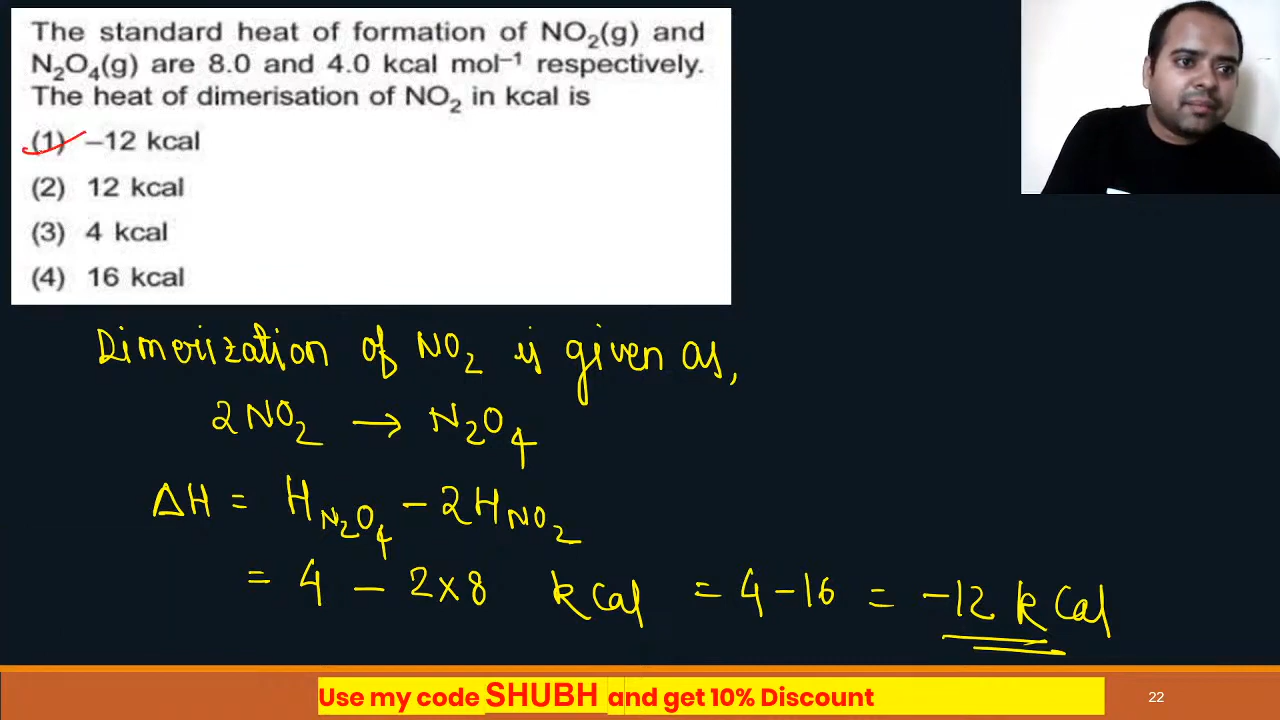 The standard heat of formation of NO₂(g) and
N₂O₄(g) are 8.0 and 4.0 kcal mol⁻¹ respectively.
The heat of dimerisation of NO₂ in kcal is
(1) –12 kcal
(2) 12 kcal
(3) 4 kcal
(4) 16 kcal
Dimerization of NO₂ is given as,
2NO₂ → N₂O₄
ΔH = H_N₂O₄ – 2H_NO₂
= 4 – 2×8 kCal = 4-16 = -12 kCal
Use my code SHUBH and get 10% Discount
22